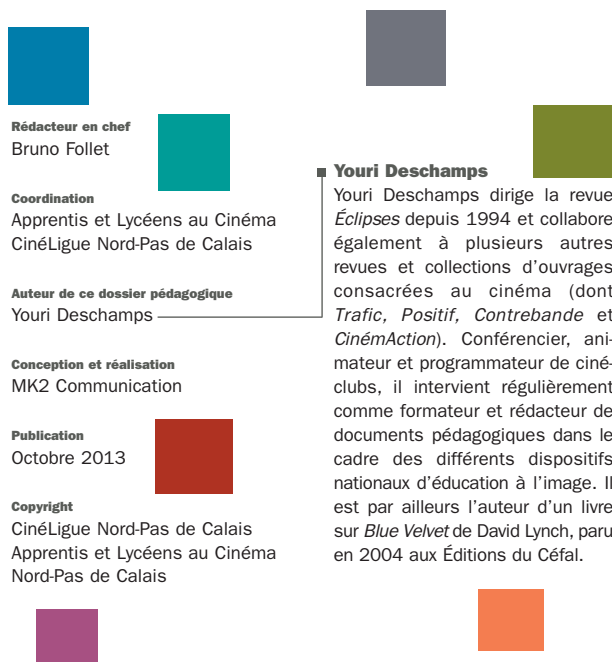 Rédacteur en chef
Bruno Follet
Coordination
Apprentis et Lycéens au Cinéma
CinéLigue Nord-Pas de Calais
Auteur de ce dossier pédagogique
Youri Deschamps
Conception et réalisation
MK2 Communication
Publication
Octobre 2013
Copyright
CinéLigue Nord-Pas de Calais
Apprentis et Lycéens au Cinéma
Nord-Pas de Calais
Youri Deschamps
Youri Deschamps dirige la revue
Éclipses depuis 1994 et collabore
également à plusieurs autres
revues et collections d'ouvrages
consacrées au cinéma (dont
Trafic, Positif, Contrebande et
CinémAction). Conférencier, ani-
mateur et programmateur de ciné-
clubs, il intervient régulièrement
comme formateur et rédacteur de
documents pédagogiques dans le
cadre des différents dispositifs
nationaux d'éducation à l'image. Il
est par ailleurs l'auteur d'un livre
sur Blue Velvet de David Lynch, paru
en 2004 aux Éditions du Céfal.